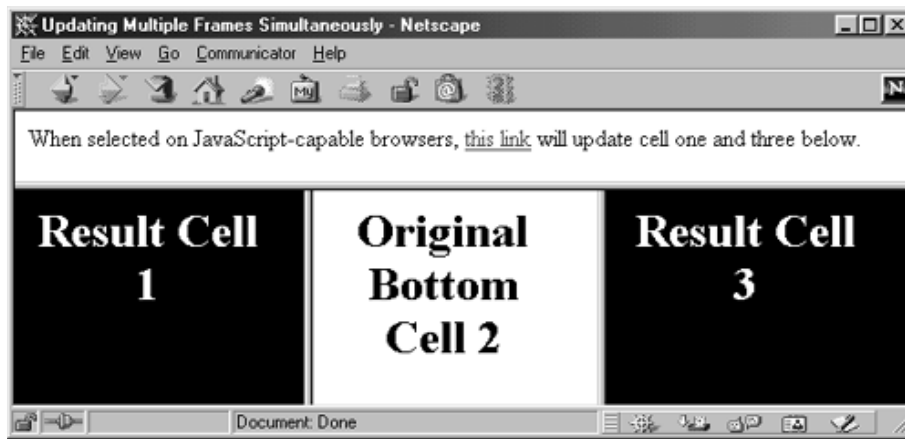 Updating Multiple Frames Simultaneously - Netscape
File Edit View Go Communicator Help
My
N
When selected on JavaScript-capable browsers, this link will update cell one and three below.
Result Cell
1
Original
Bottom
Cell 2
Result Cell
3
Document: Done